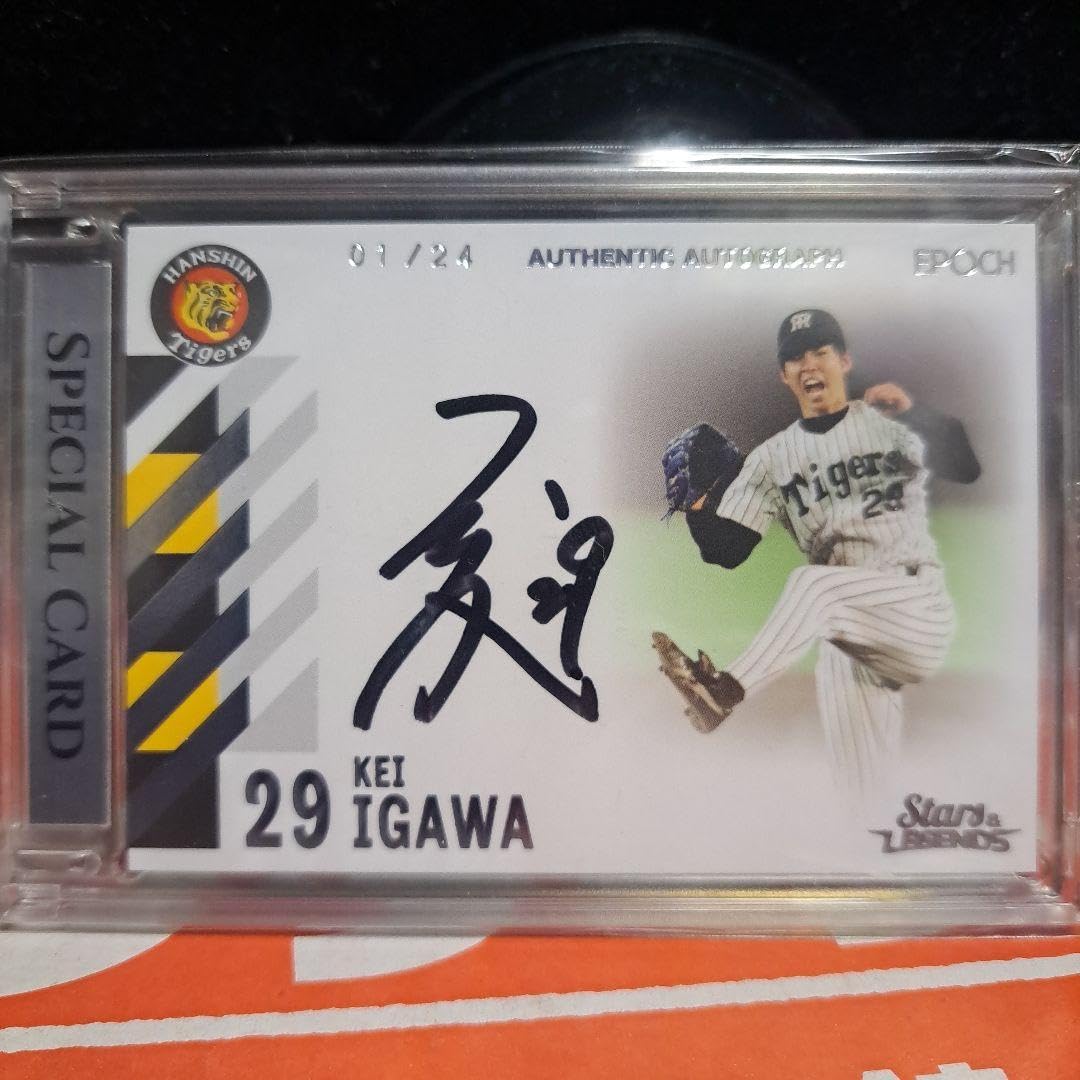 SPECIAL CARD
HANSHIN
Tigers
01/24
AUTHENTIC AUTOGRAPH
EPOCH
Tigers
29
29
KEI
IGAWA
Stars &
LEGENDS